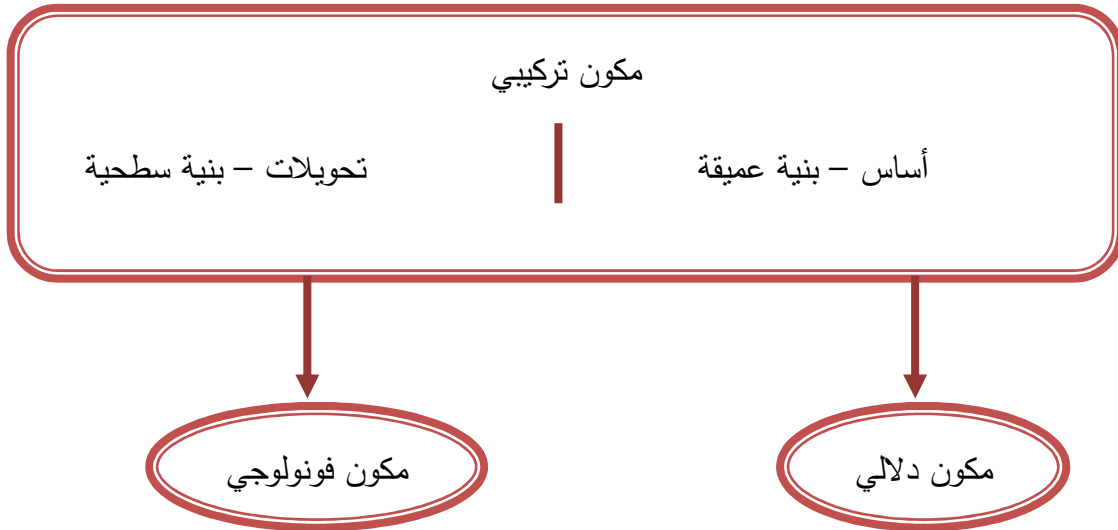 مكون تركيبي
أساس – بنية عميقة
تحويلات – بنية سطحية
مكون دلالي
مكون فونولوجي